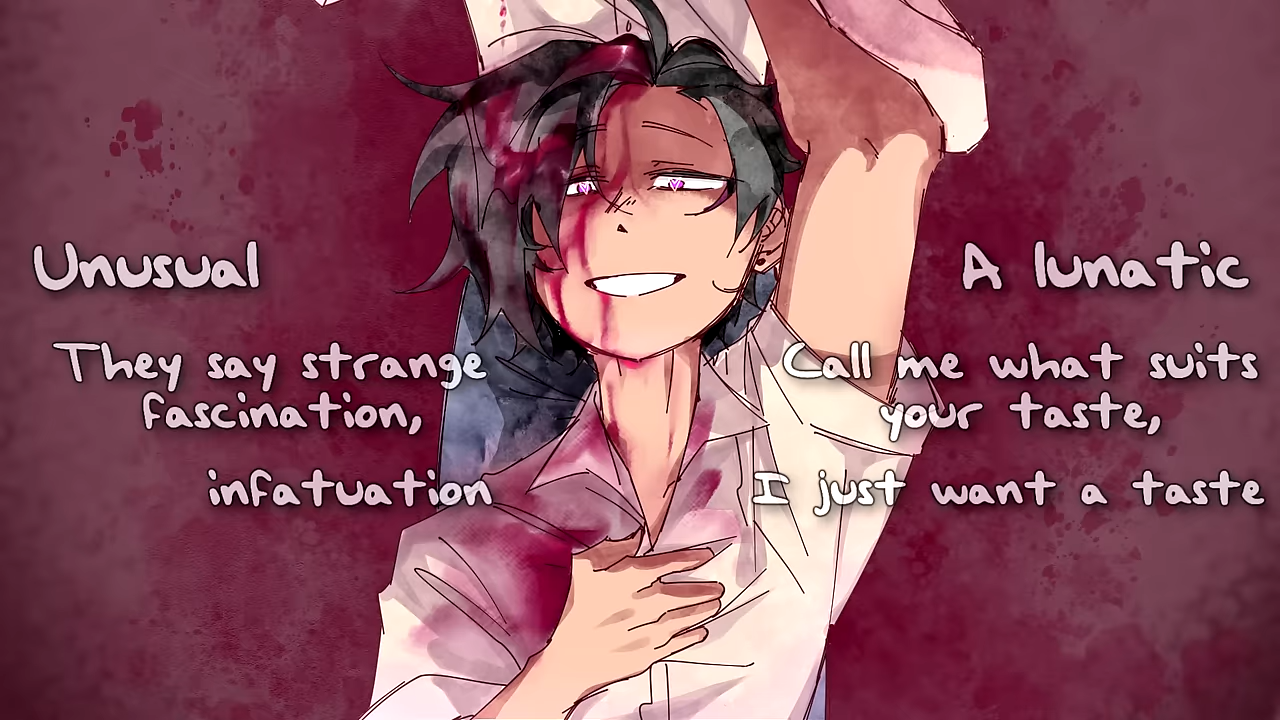 Unusual
They say strange
fascination,
infatuation
A lunatic
Call me what suits
your taste,
I just want a taste